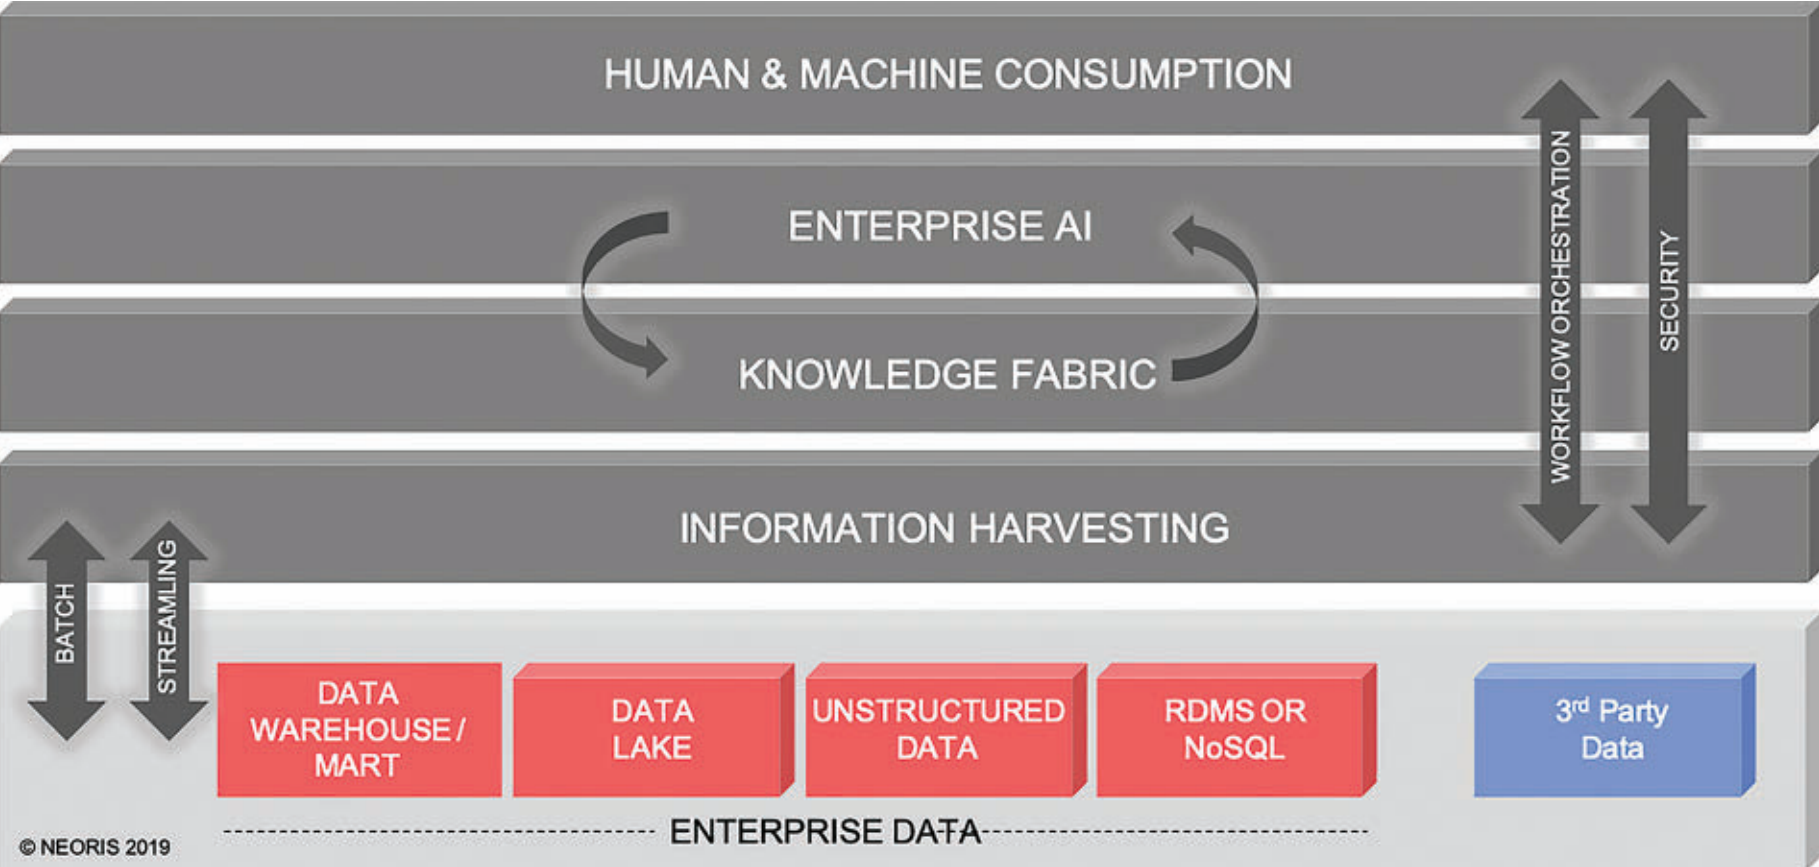 HUMAN & MACHINE CONSUMPTION
ENTERPRISE AI
KNOWLEDGE FABRIC
WORKFLOW ORCHESTRATION
SECURITY
INFORMATION HARVESTING
BATCH
STREAMLING
DATA
WAREHOUSE/
MART
DATA
LAKE
UNSTRUCTURED
DATA
RDMS OR
NoSQL
3rd Party
Data
ENTERPRISE DATA
© NEORIS 2019